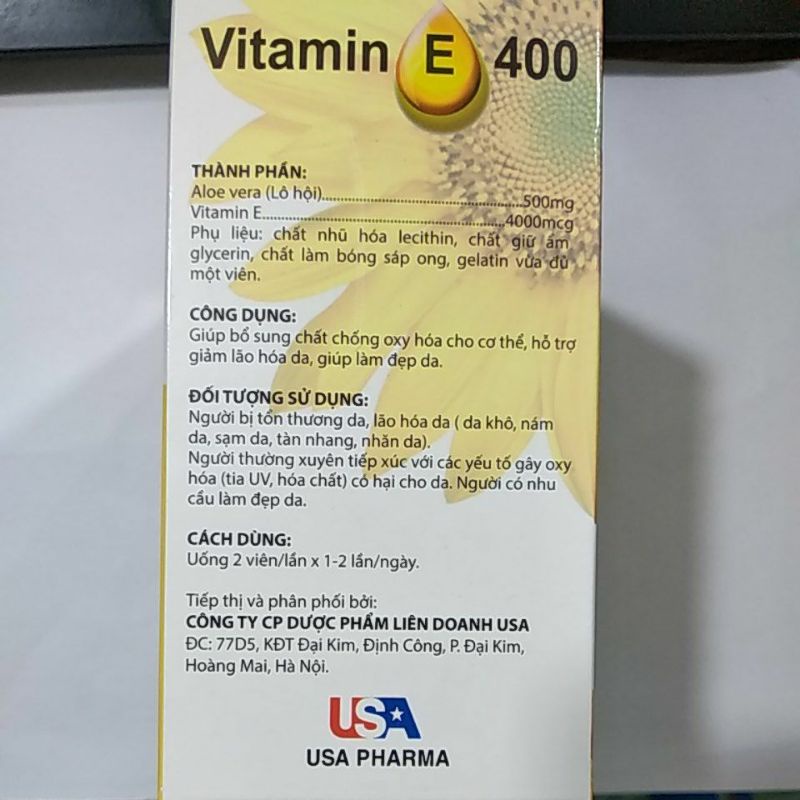 Vitamin E 400
THÀNH PHẦN:
Aloe vera (Lô hội)..........................................500mg
Vitamin E..................................................4000mcg
Phụ liệu: chất nhũ hóa lecithin, chất giữ ẩm
glycerin, chất làm bóng sáp ong, gelatin vừa đủ
một viên.
CÔNG DỤNG:
Giúp bổ sung chất chống oxy hóa cho cơ thể, hỗ trợ
giảm lão hóa da, giúp làm đẹp da.
ĐỐI TƯỢNG SỬ DỤNG:
Người bị tổn thương da, lão hóa da ( da khô, nám
da, sạm da, tàn nhang, nhăn da).
Người thường xuyên tiếp xúc với các yếu tố gây oxy
hóa (tia UV, hóa chất) có hại cho da. Người có nhu
cầu làm đẹp da.
CÁCH DÙNG:
Uống 2 viên/lần x 1-2 lần/ngày.
Tiếp thị và phân phối bởi:
CÔNG TY CP DƯỢC PHẨM LIÊN DOANH USA
ĐC: 77D5, KĐT Đại Kim, Định Công, P. Đại Kim,
Hoàng Mai, Hà Nội.
USA
USA PHARMA